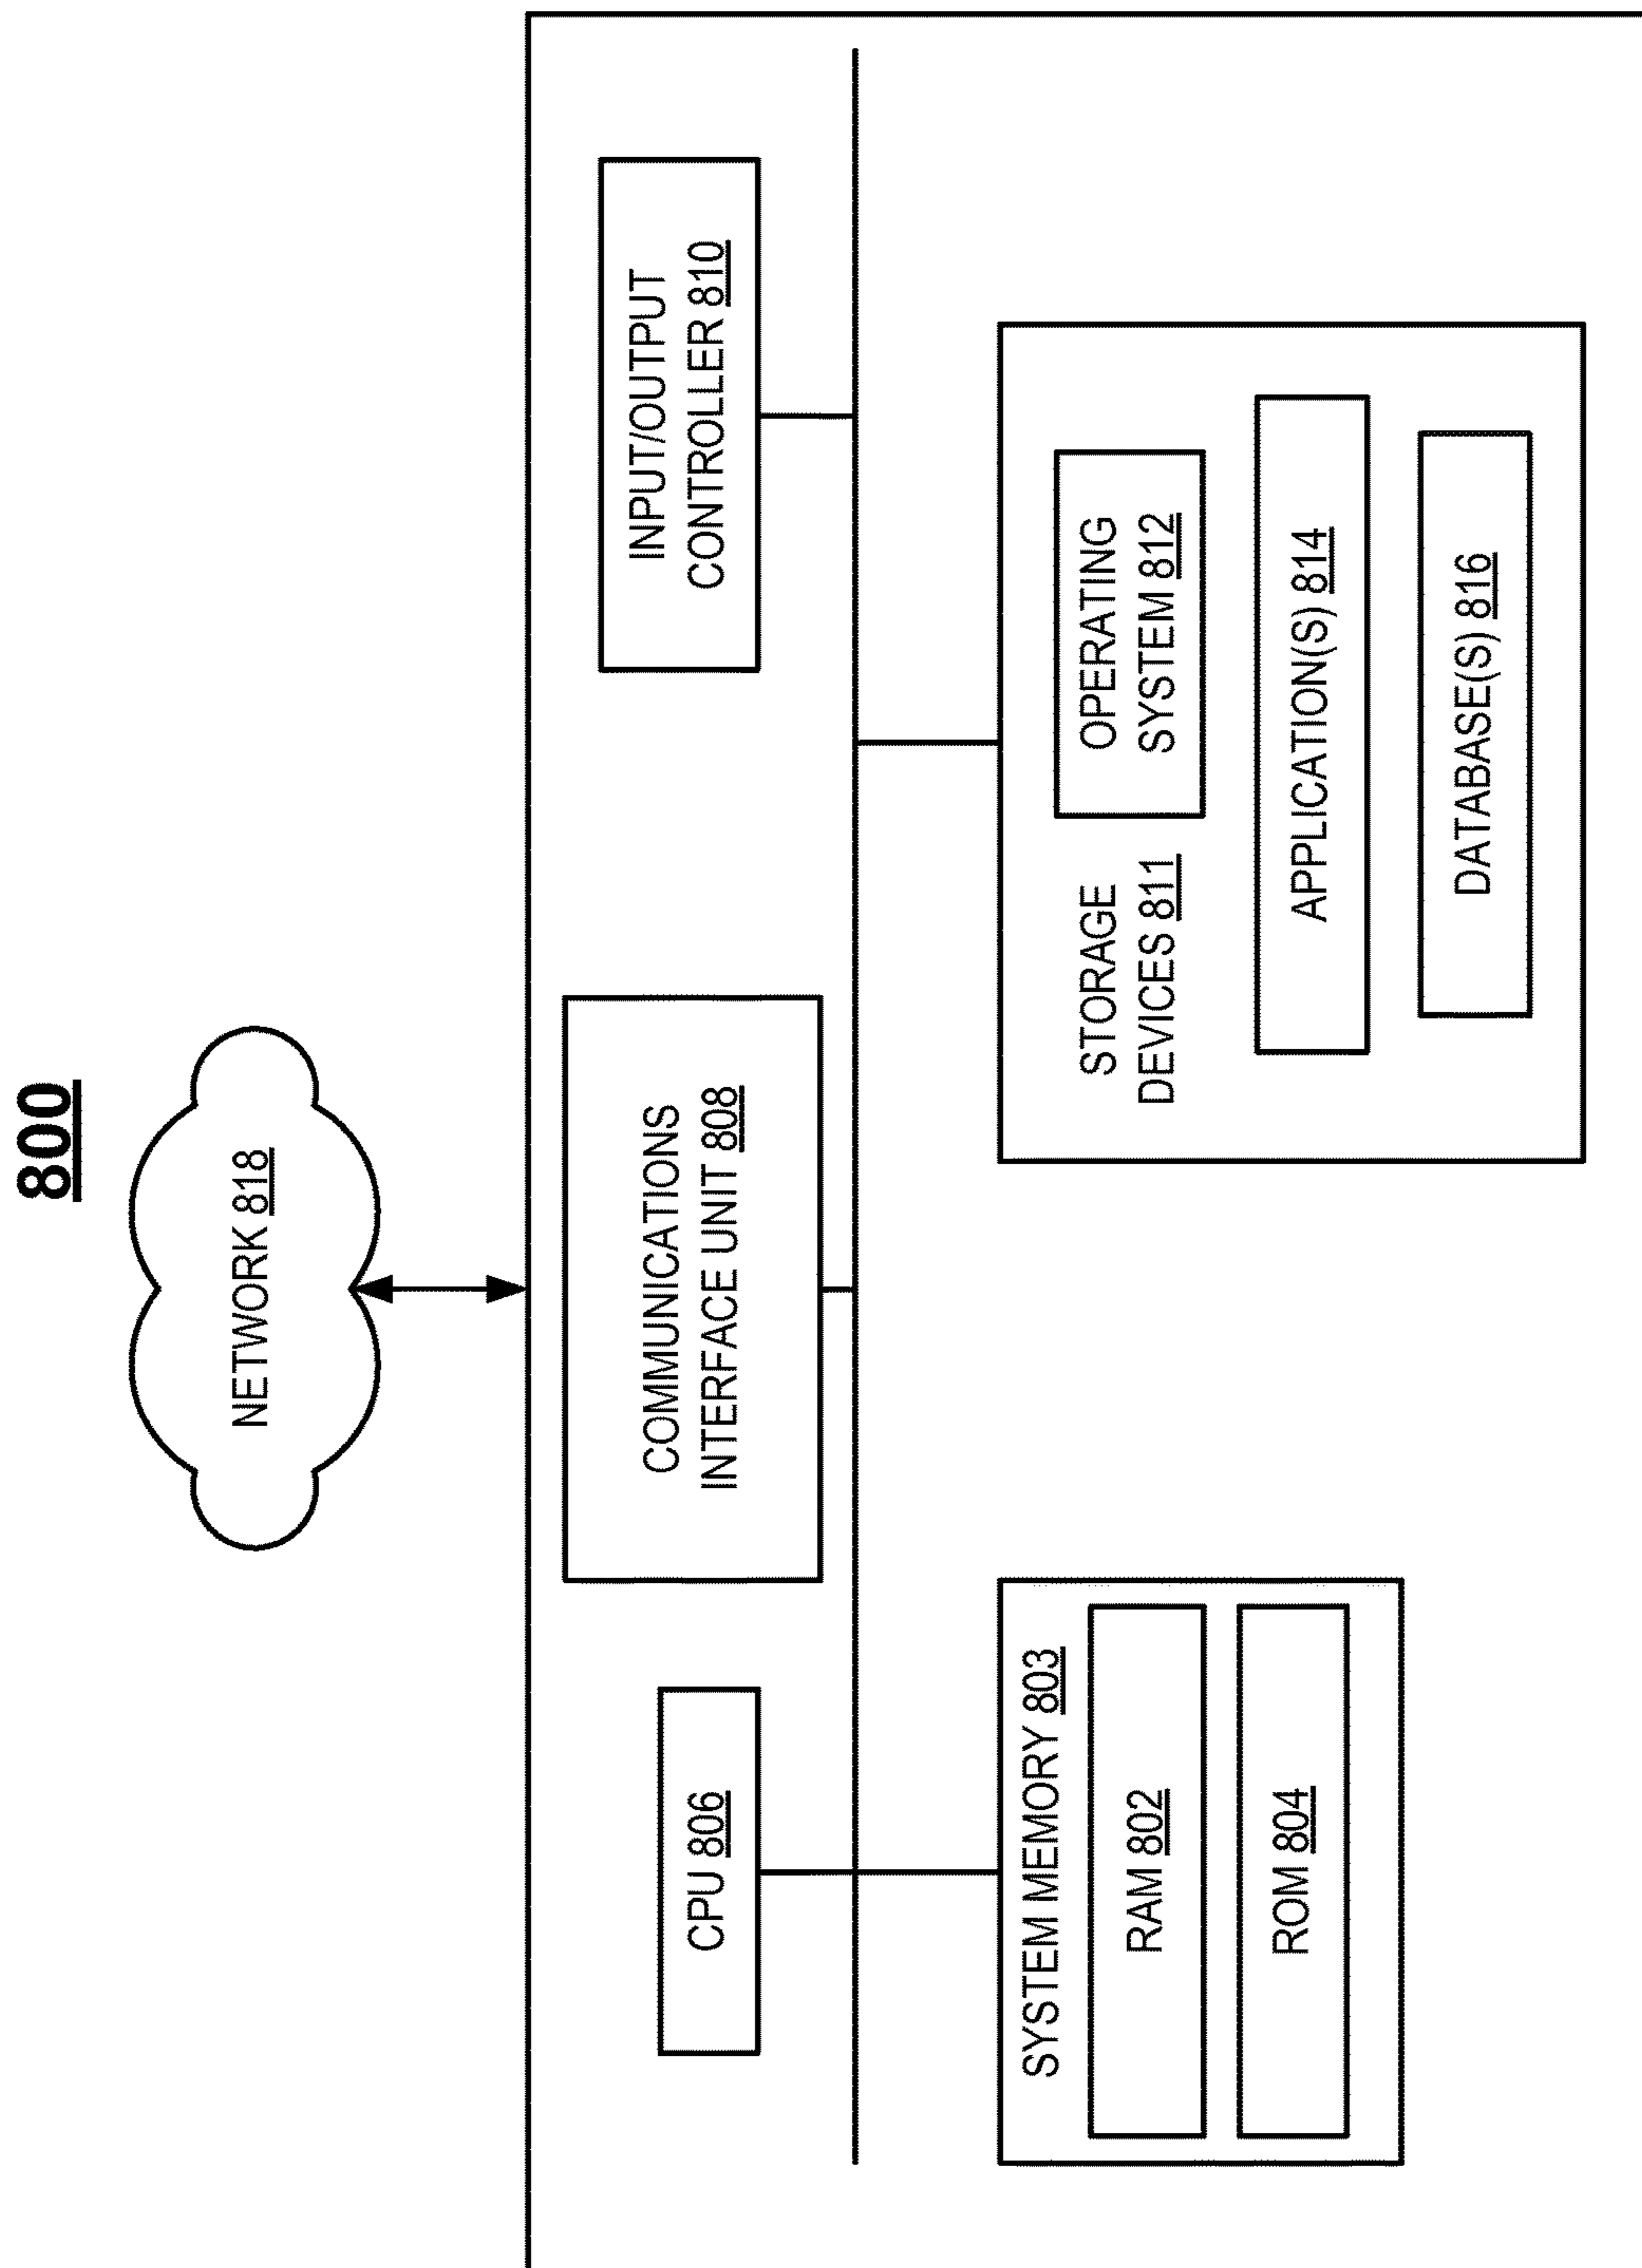 800
NETWORK 818
CPU 806
COMMUNICATIONS
INTERFACE UNIT 808
INPUT/OUTPUT
CONTROLLER 810
SYSTEM MEMORY 803
RAM 802
ROM 804
STORAGE
DEVICES 811
OPERATING
SYSTEM 812
APPLICATION(S) 814
DATABASE(S) 816